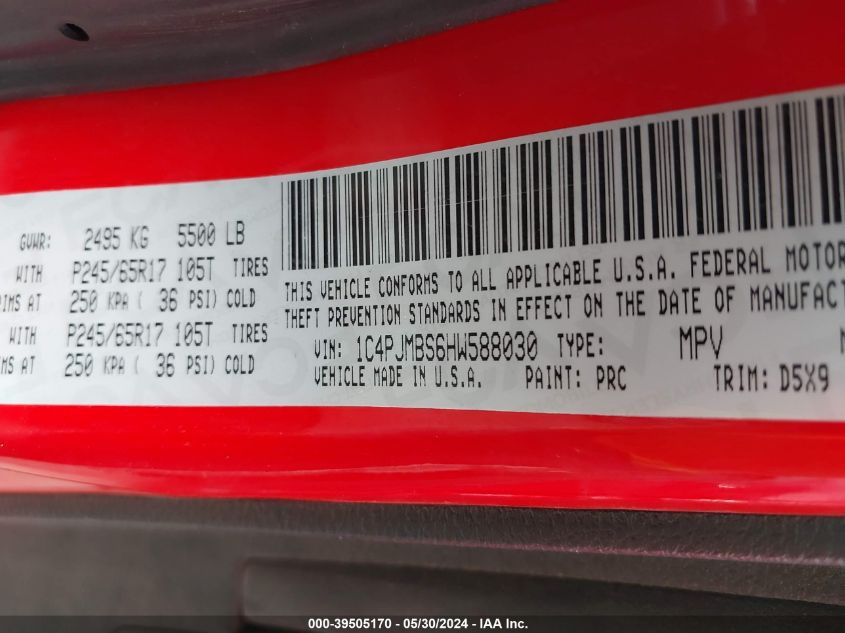 GVWR: 2495 KG 5500 LB
WITH P245/65R17 105T TIRES
RIMS AT 250 KPA ( 36 PSI) COLD
WITH P245/65R17 105T TIRES
RIMS AT 250 KPA ( 36 PSI) COLD
THIS VEHICLE CONFORMS TO ALL APPLICABLE U.S.A. FEDERAL MOTOR
THEFT PREVENTION STANDARDS IN EFFECT ON THE DATE OF MANUFACT
VIN: 1C4PJMBS6HW588030 TYPE: MPV
VEHICLE MADE IN U.S.A. PAINT: PRC TRIM: D5X9
000-39505170 - 05/30/2024 - IAA Inc.